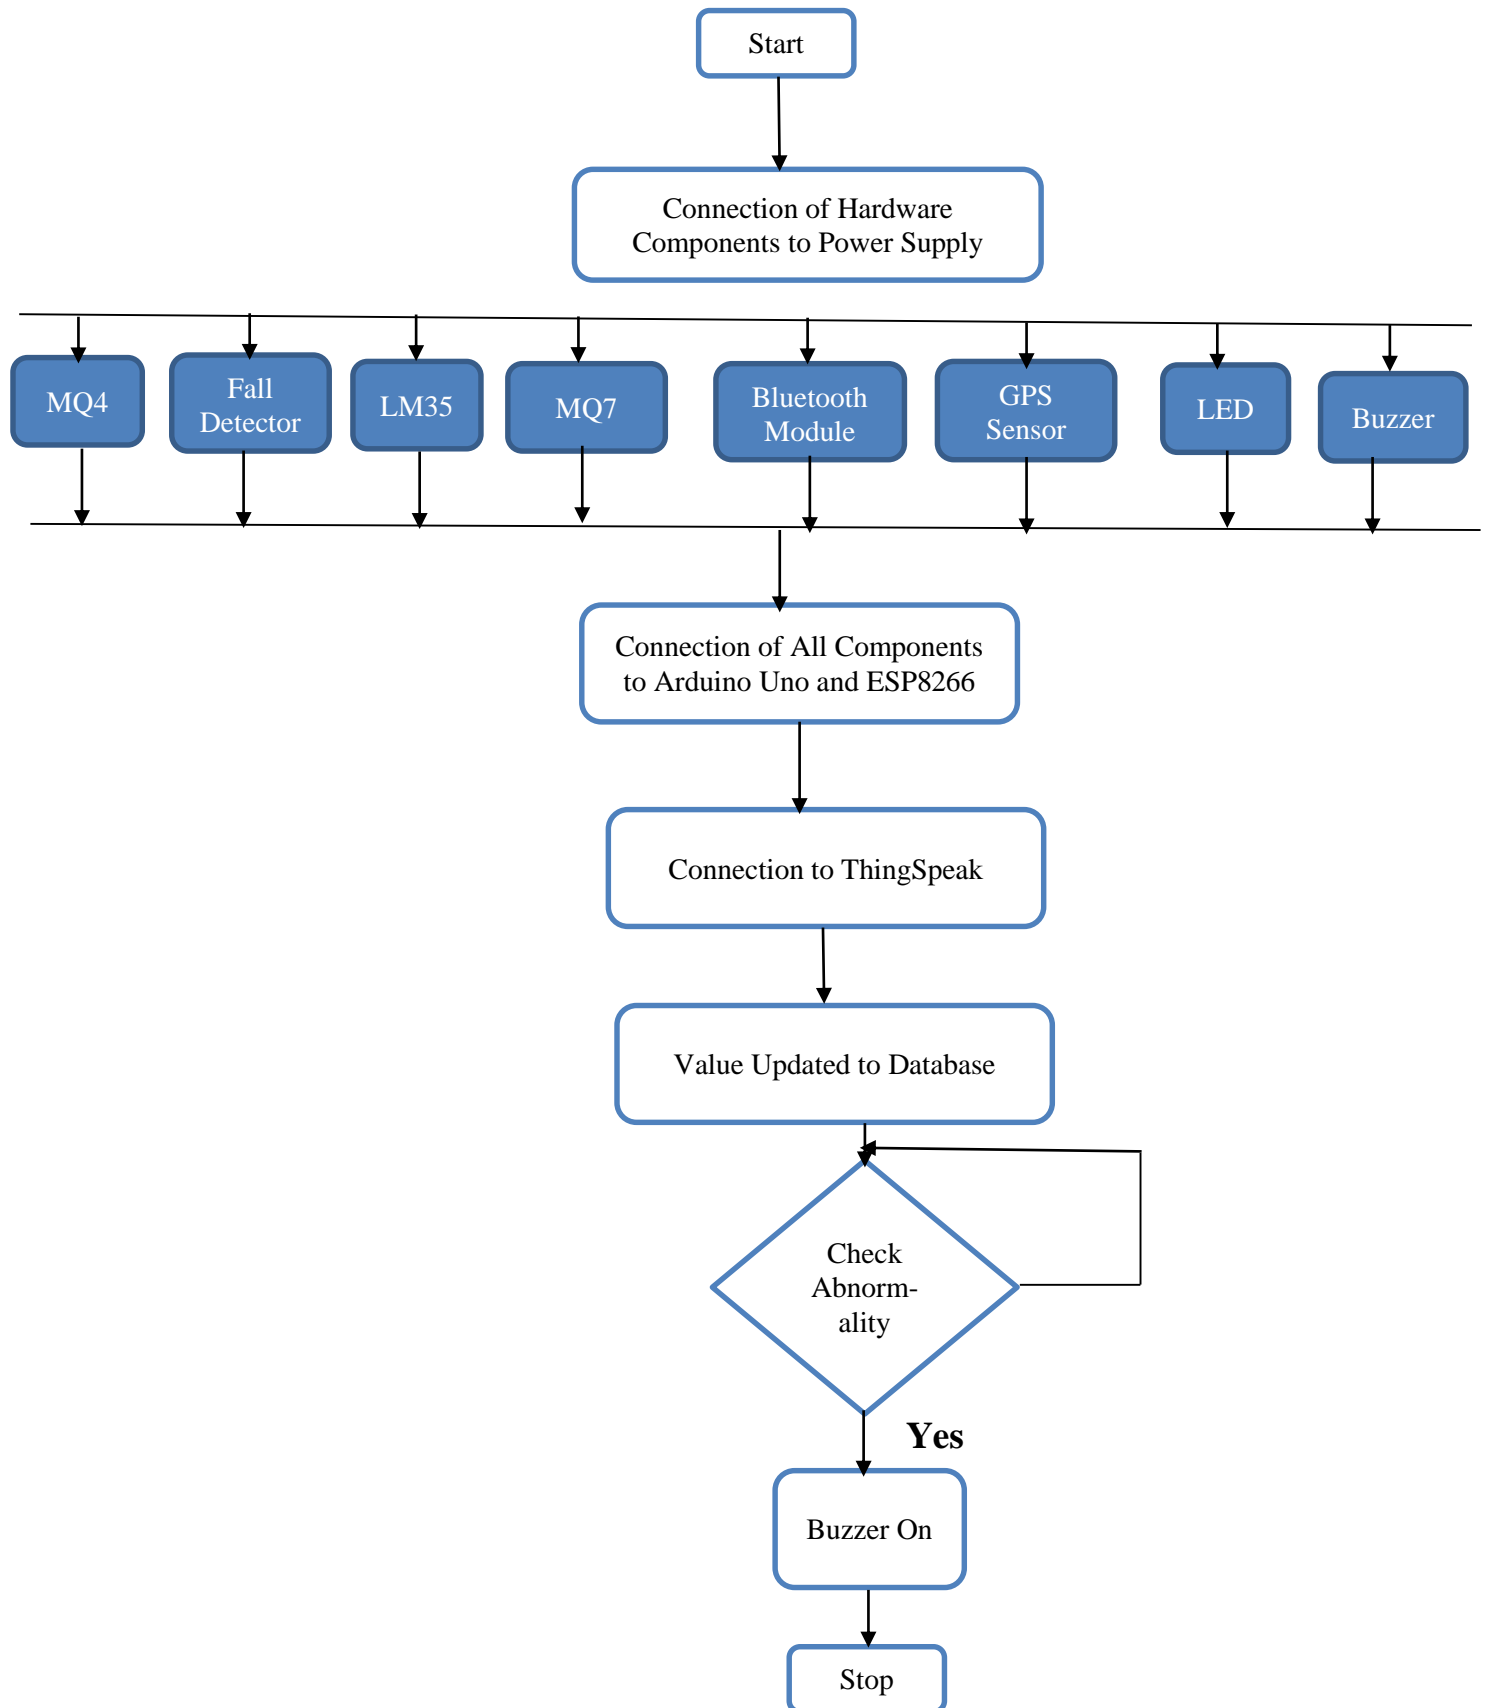 Start
Connection of Hardware
Components to Power Supply
MQ4
Fall
Detector
LM35
MQ7
Bluetooth
Module
GPS
Sensor
LED
Buzzer
Connection of All Components
to Arduino Uno and ESP8266
Connection to ThingSpeak
Value Updated to Database
Check
Abnorm-
ality
Yes
Buzzer On
Stop